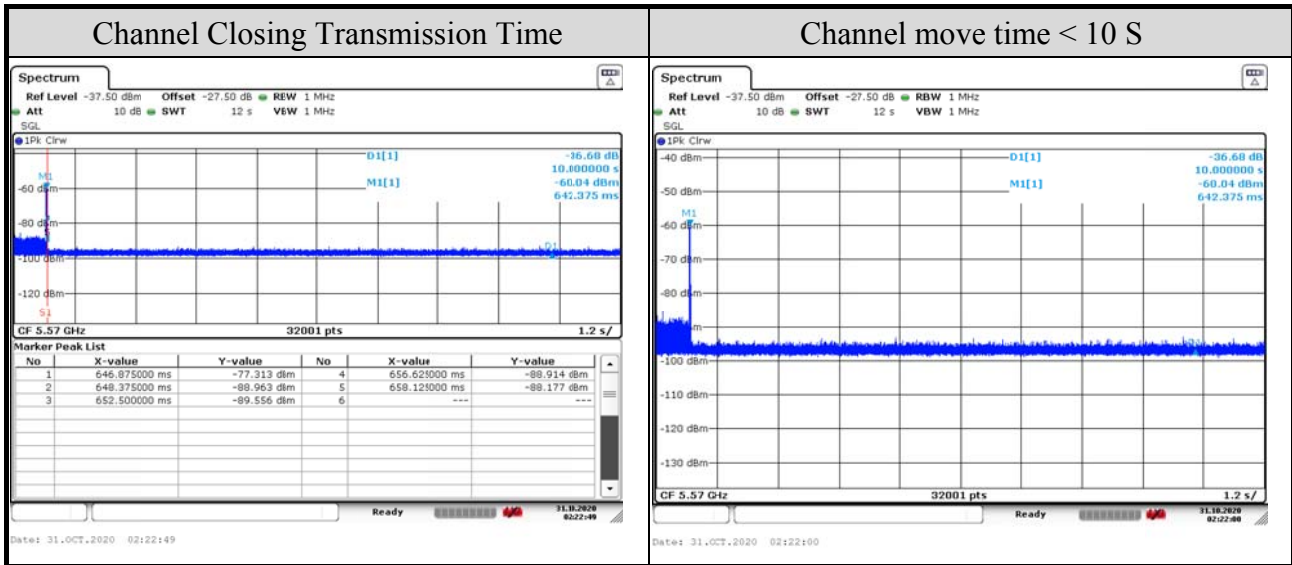 Channel Closing Transmission Time
Spectrum
Ref Level -37.50 dBm Offset -27.50 dB REW 1 MHz
Att 10 dB SWT 12 s VEW 1 MHz
SGL
1Pk Clrw
D1[1] -36.68 dB
10.000000 s
M1[1] -60.04 dBm
642.375 ms
M1
-60 dBm
-80 dBm
D1
-100 dBm
-120 dBm
S1
CF 5.57 GHz 32001 pts 1.2 s/
Marker Peak List
No X-value Y-value No X-value Y-value
1 646.875000 ms -77.313 dBm 4 656.625000 ms -88.914 dBm
2 648.375000 ms -88.963 dBm 5 658.125000 ms -88.177 dBm
3 652.500000 ms -89.556 dBm 6 --- ---
Ready 31.10.2020
02:22:49
Date: 31.OCT.2020 02:22:49
Channel move time < 10 S
Spectrum
Ref Level -37.50 dBm Offset -27.50 dB RBW 1 MHz
Att 10 dB SWT 12 s VBW 1 MHz
SGL
1Pk Clrw
-40 dBm
D1[1] -36.68 dB
10.000000 s
M1[1] -60.04 dBm
642.375 ms
-50 dBm
M1
-60 dBm
-70 dBm
-80 dBm
D1
-100 dBm
-110 dBm
-120 dBm
-130 dBm
CF 5.57 GHz 32001 pts 1.2 s/
Ready 31.10.2020
02:22:00
Date: 31.OCT.2020 02:22:00